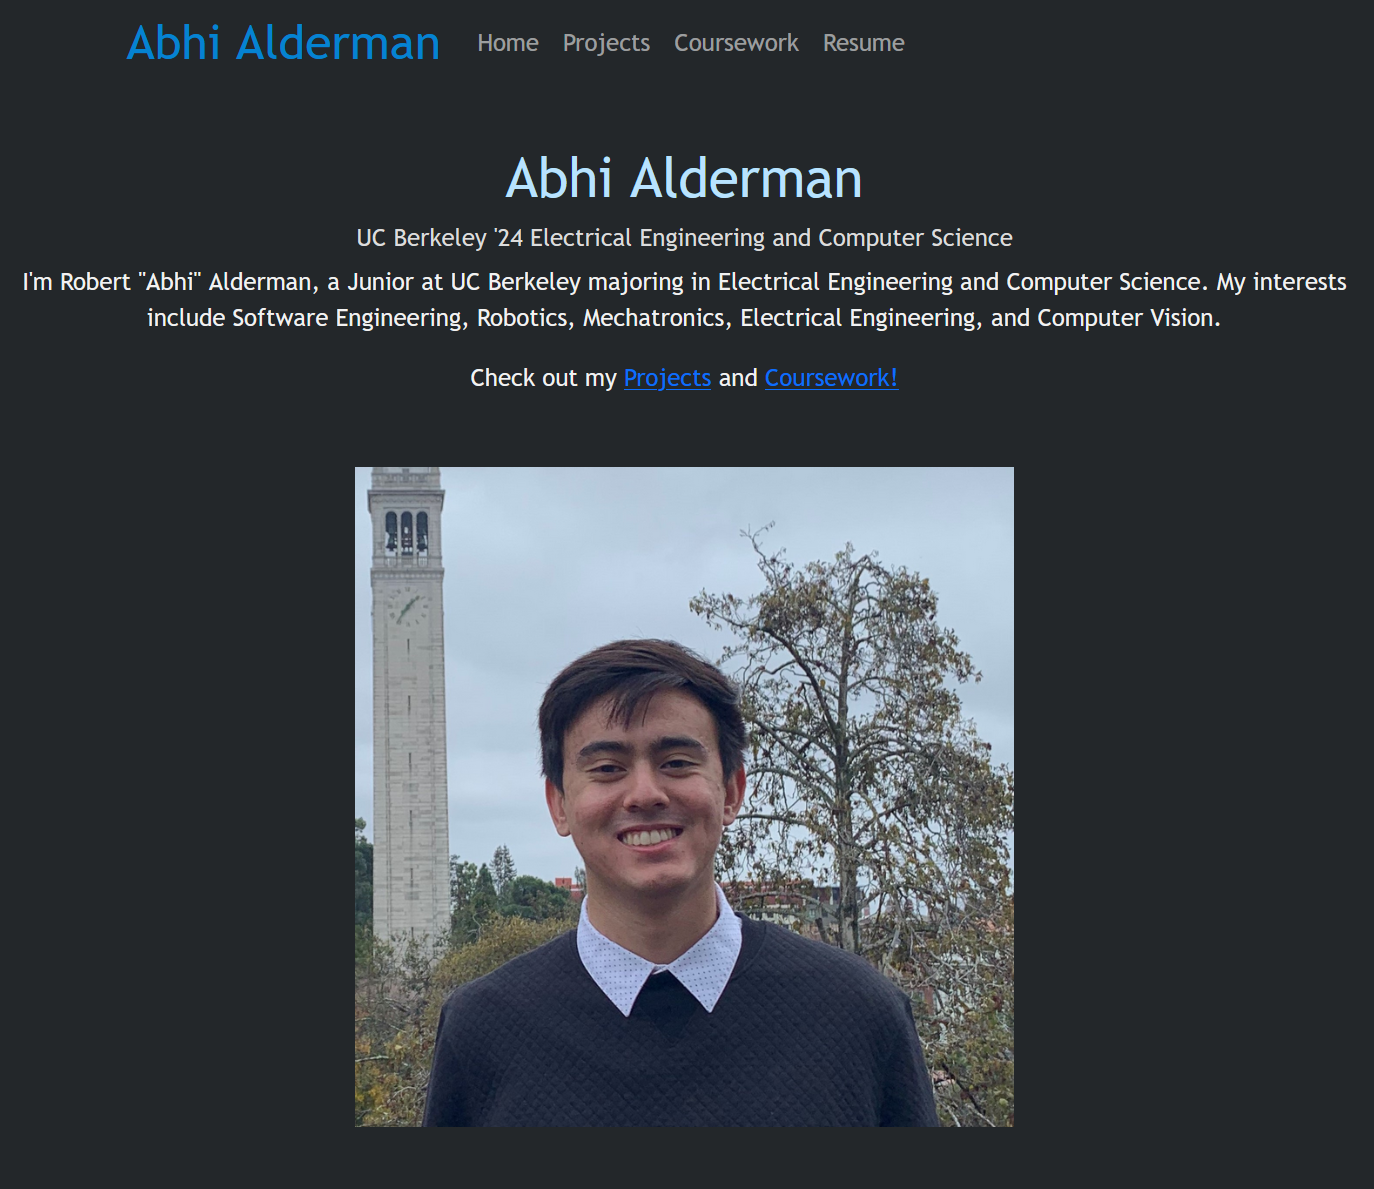 Abhi Alderman Home Projects Coursework Resume
Abhi Alderman
UC Berkeley '24 Electrical Engineering and Computer Science
I'm Robert "Abhi" Alderman, a Junior at UC Berkeley majoring in Electrical Engineering and Computer Science. My interests
include Software Engineering, Robotics, Mechatronics, Electrical Engineering, and Computer Vision.
Check out my Projects and Coursework!